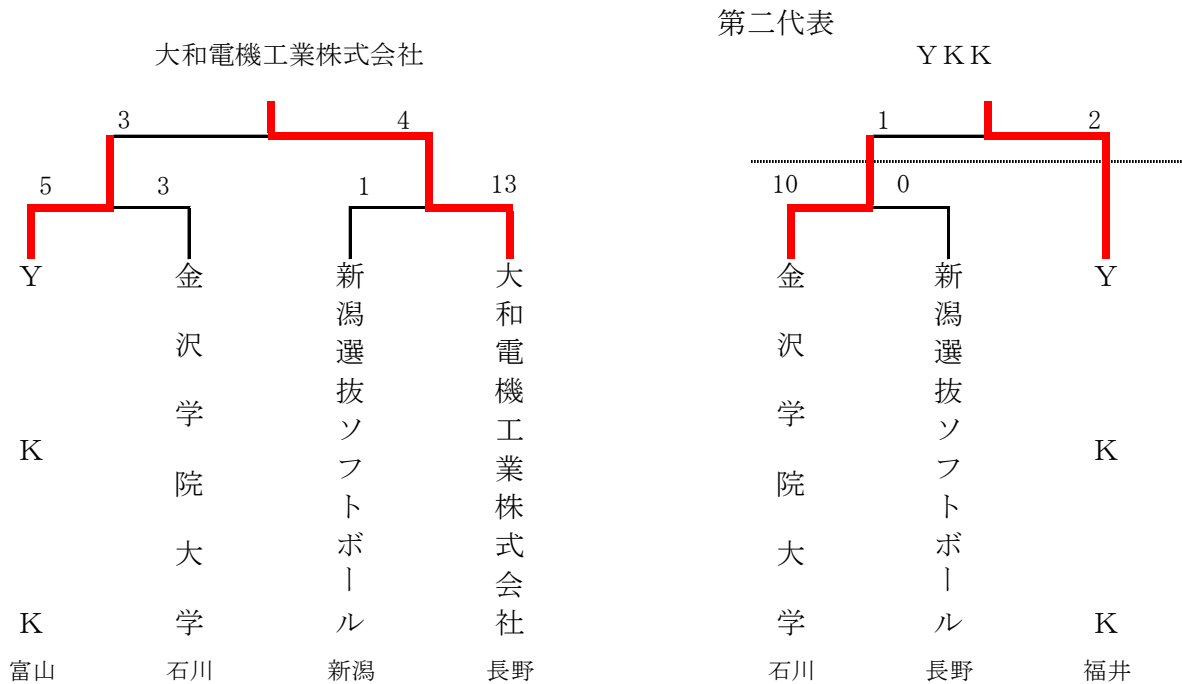 大和電機工業株式会社
3 4
5 3 1 13
YKK
金沢学院大学
新潟選抜ソフトボール
大和電機工業株式会社
富山 石川 新潟 長野
第二代表
YKK
1 2
10 0
金沢学院大学
新潟選抜ソフトボール
YKK
石川 長野 福井